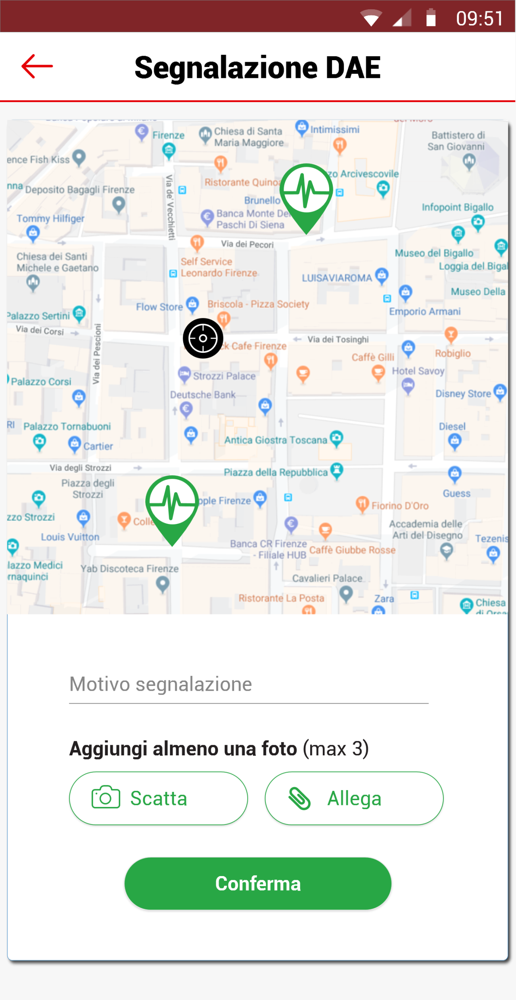 09:51
Segnalazione DAE
Firenze
Chiesa di Santa
Maria Maggiore
Intimissimi
Battistero di
San Giovanni
ence Fish Kiss
Ristorante Quinoa
zo Arcivescovile
nna
Deposito Bagagli Firenze
Via de' Vecchietti
Brunello
Infopoint Bigallo
Tommy Hilfiger
Banca Monte Dei
Paschi Di Siena
Via dei Pecori
Chiesa dei Santi
Michele e Gaetano
Museo del Bigallo
Self Service
Leonardo Firenze
Loggia del Bigal
LUISAVIAROMA
Museo Della
Flow Store
Briscola - Pizza Society
Emporio Armani
Palazzo Sertini
Via dei Corsi
Via dei Pescioni
ck Cafe Firenze
Via dei Tosinghi
Caffè Gilli
Robiglio
Palazzo Corsi
Strozzi Palace
Hotel Savoy
Deutsche Bank
Disney Store
RI
Palazzo Tornabuoni
Diesel
Cartier
Antica Giostra Toscana
Via degli Strozzi
Piazza della Repubblica
Piazza degli
Strozzi
Guess
pple Firenze
Fiorino D'Oro
zzo Strozzi
Colle
Louis Vuitton
Accademia delle
Arti del Disegno
Tezenis
Banca CR Firenze
- Filiale HUB
Caffè Giubbe Rosse
lazzo Medici
rnaquinci
Yab Discoteca Firenze
Cavalieri Palace
Ristorante La Posta
Zara
Chiesa
Motivo segnalazione
Aggiungi almeno una foto (max 3)
Scatta
Allega
Conferma